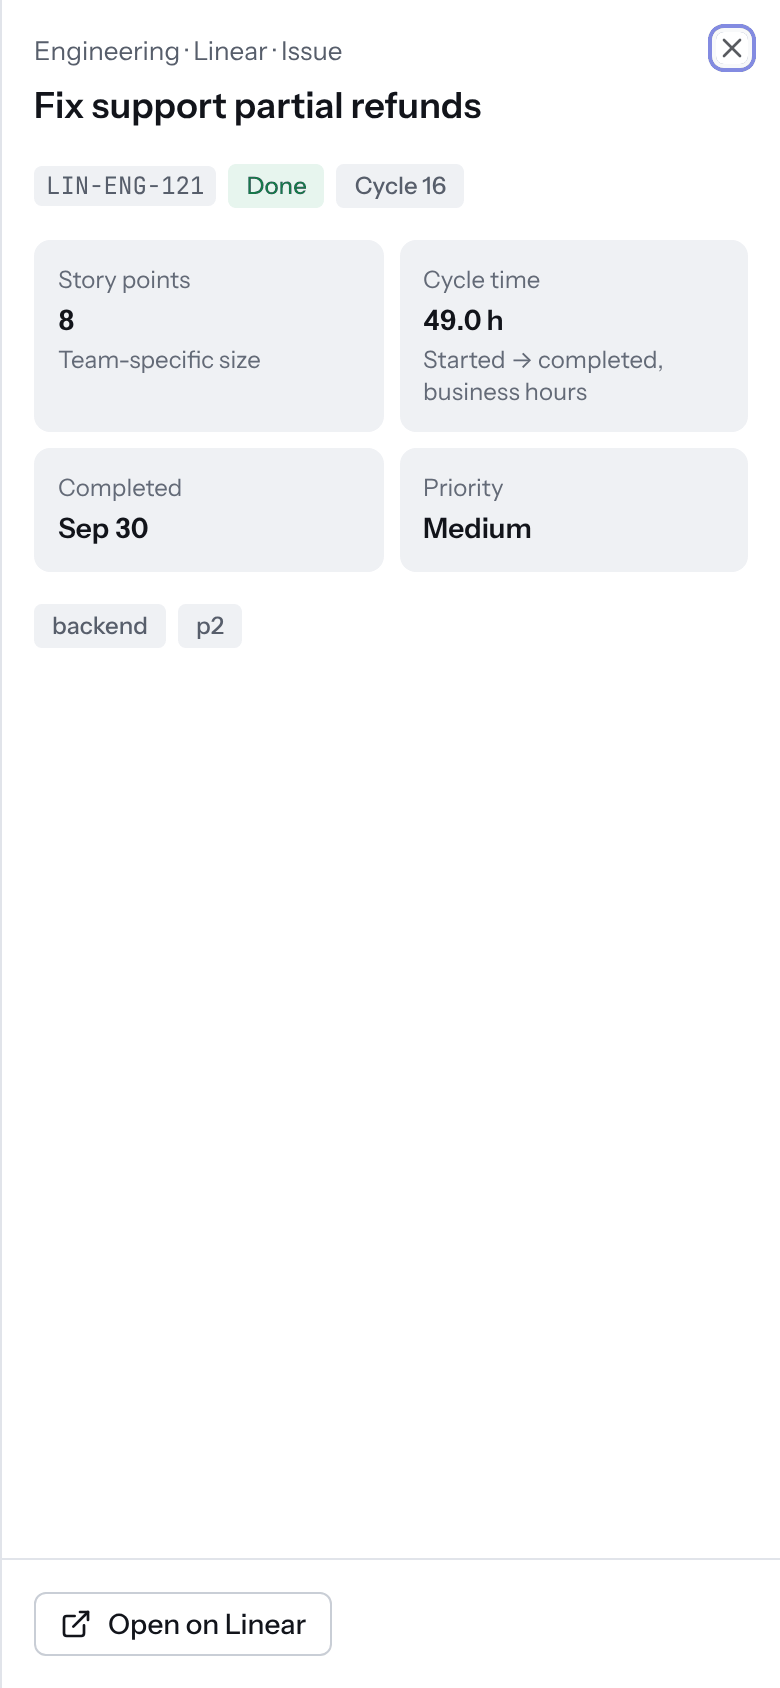 Engineering · Linear · Issue
Fix support partial refunds
LIN-ENG-121 Done Cycle 16
Story points
8
Team-specific size
Cycle time
49.0 h
Started → completed,
business hours
Completed
Sep 30
Priority
Medium
backend p2
Open on Linear